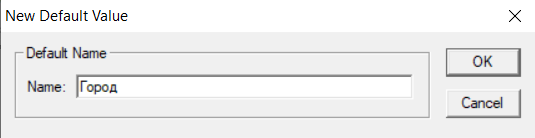 New Default Value
Default Name
OK
Name: Город
Cancel